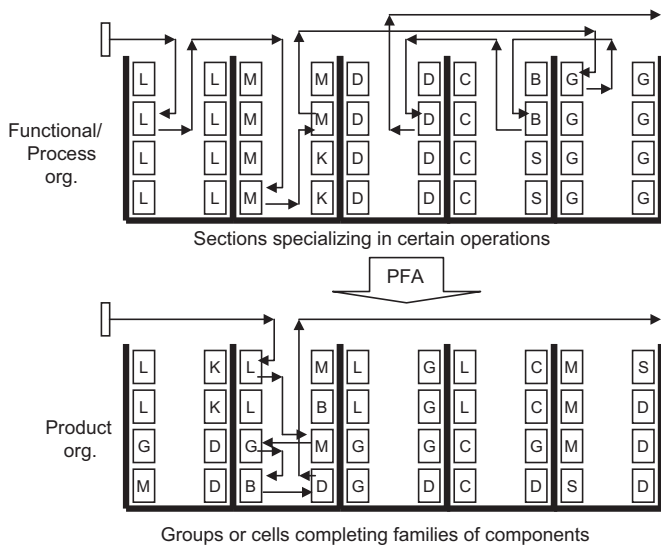 L L M M D D C B G G
Functional/ L L M M D D C B G G
Process L L M K D D C S G G
org. L L M K D D C S G G
Sections specializing in certain operations
PFA
L K L M L G L C M S
L K L B L G L C M D
Product G D G M L G C G M D
org. M D B D G D C D S D
Groups or cells completing families of components